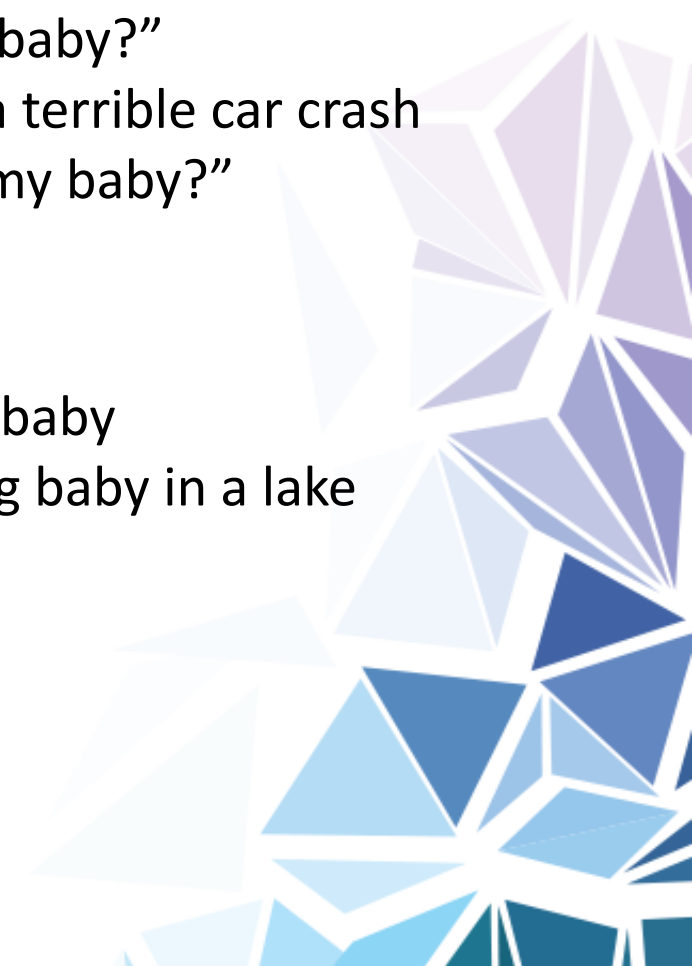 baby?”
terrible car crash
my baby?”
baby
g baby in a lake